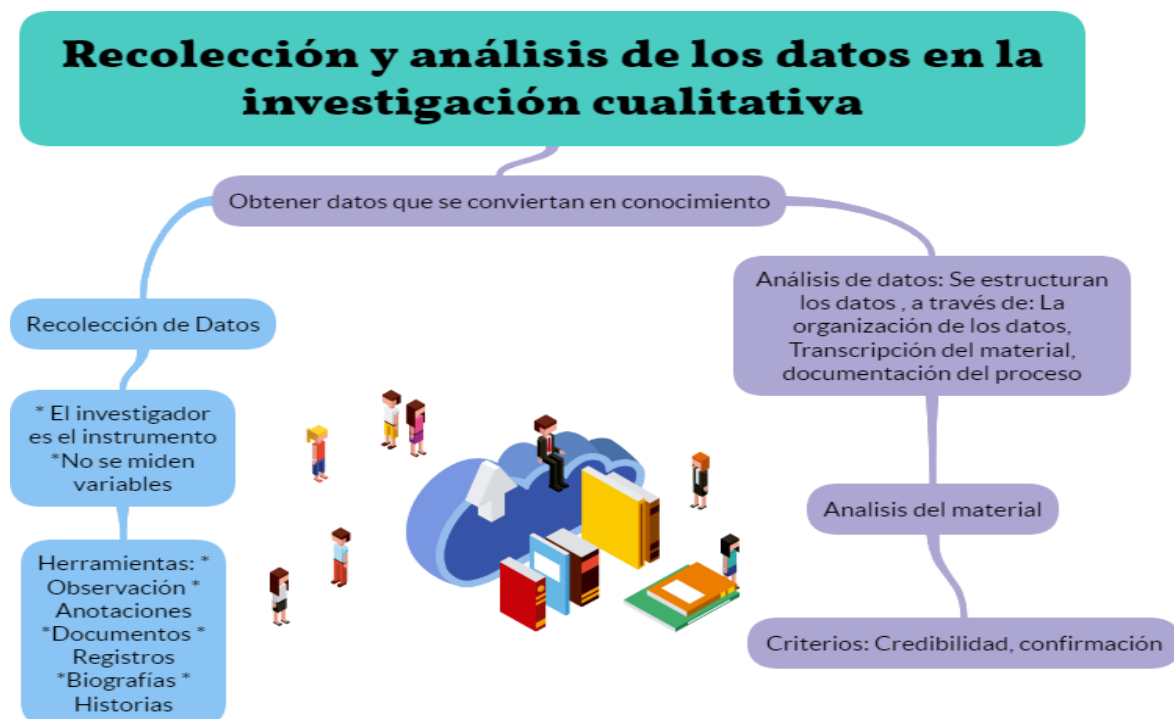 Recolección y análisis de los datos en la
investigación cualitativa
Obtener datos que se conviertan en conocimiento
Recolección de Datos
* El investigador
es el instrumento
*No se miden
variables
Herramientas: *
Observación *
Anotaciones
*Documentos *
Registros
*Biografías *
Historias
Análisis de datos: Se estructuran
los datos , a través de: La
organización de los datos,
Transcripción del material,
documentación del proceso
Analisis del material
Criterios: Credibilidad, confirmación